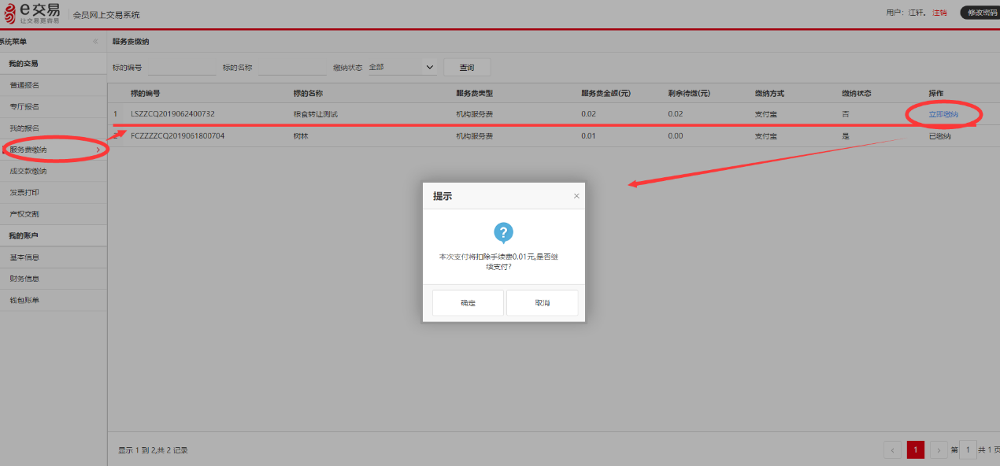 e交易
让交易更容易
会员网上交易系统
用户：江轩。 注销 修改密码
系统菜单 «
我的交易
普通报名
专厅报名
我的报名
服务费缴纳
成交款缴纳
发票打印
产权交割
我的账户
基本信息
财务信息
钱包账单
服务费缴纳
标的编号 标的名称 缴纳状态 全部 查询
标的编号 标的名称 服务费类型 服务费金额(元) 剩余待缴(元) 缴纳方式 缴纳状态 操作
1 LSZZCQ2019062400732 粮食转让测试 机构服务费 0.02 0.02 支付宝 否 立即缴纳
2 FCZZZZCQ2019061800704 树林 机构服务费 0.01 0.00 支付宝 是 已缴纳
提示 ×
?
本次支付将扣除手续费0.01元,是否继
续支付?
确定 取消
显示 1 到 2,共 2 记录
‹ 1 › 第 1 共 1 页